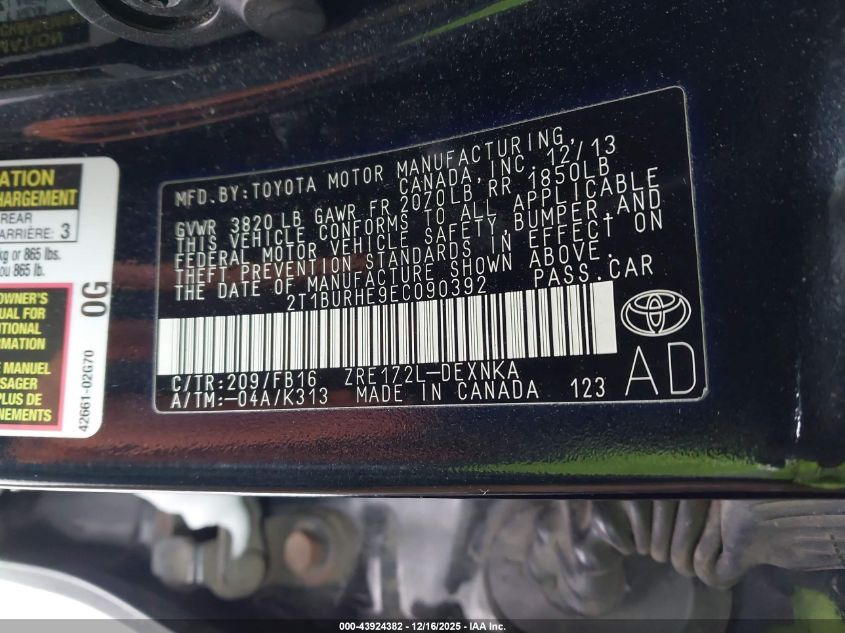 MFD. BY: TOYOTA MOTOR MANUFACTURING,
CANADA, INC. 12/13
GVWR 3820 LB GAWR FR 2020LB RR 1850LB
THIS VEHICLE CONFORMS TO ALL APPLICABLE
FEDERAL MOTOR VEHICLE SAFETY, BUMPER, AND
THEFT PREVENTION STANDARDS IN EFFECT ON
THE DATE OF MANUFACTURE SHOWN ABOVE.
2T1BURHE9EC090392 PASS. CAR
C/TR: 209/FB16 ZRE172L-DEXNKA
A/TM: -04A/K313 MADE IN CANADA 123
AD
ATION
HARGEMENT
REAR
ARRIÈRE: 3
kg or 865 lbs.
ou 865 lb.
OWNER'S
UAL FOR
ITIONAL
ORMATION
E MANUEL
SAGER
PLUS DE
NEMENTS
0G
42661-02G70
000-43924382 - 12/16/2025 - IAA Inc.